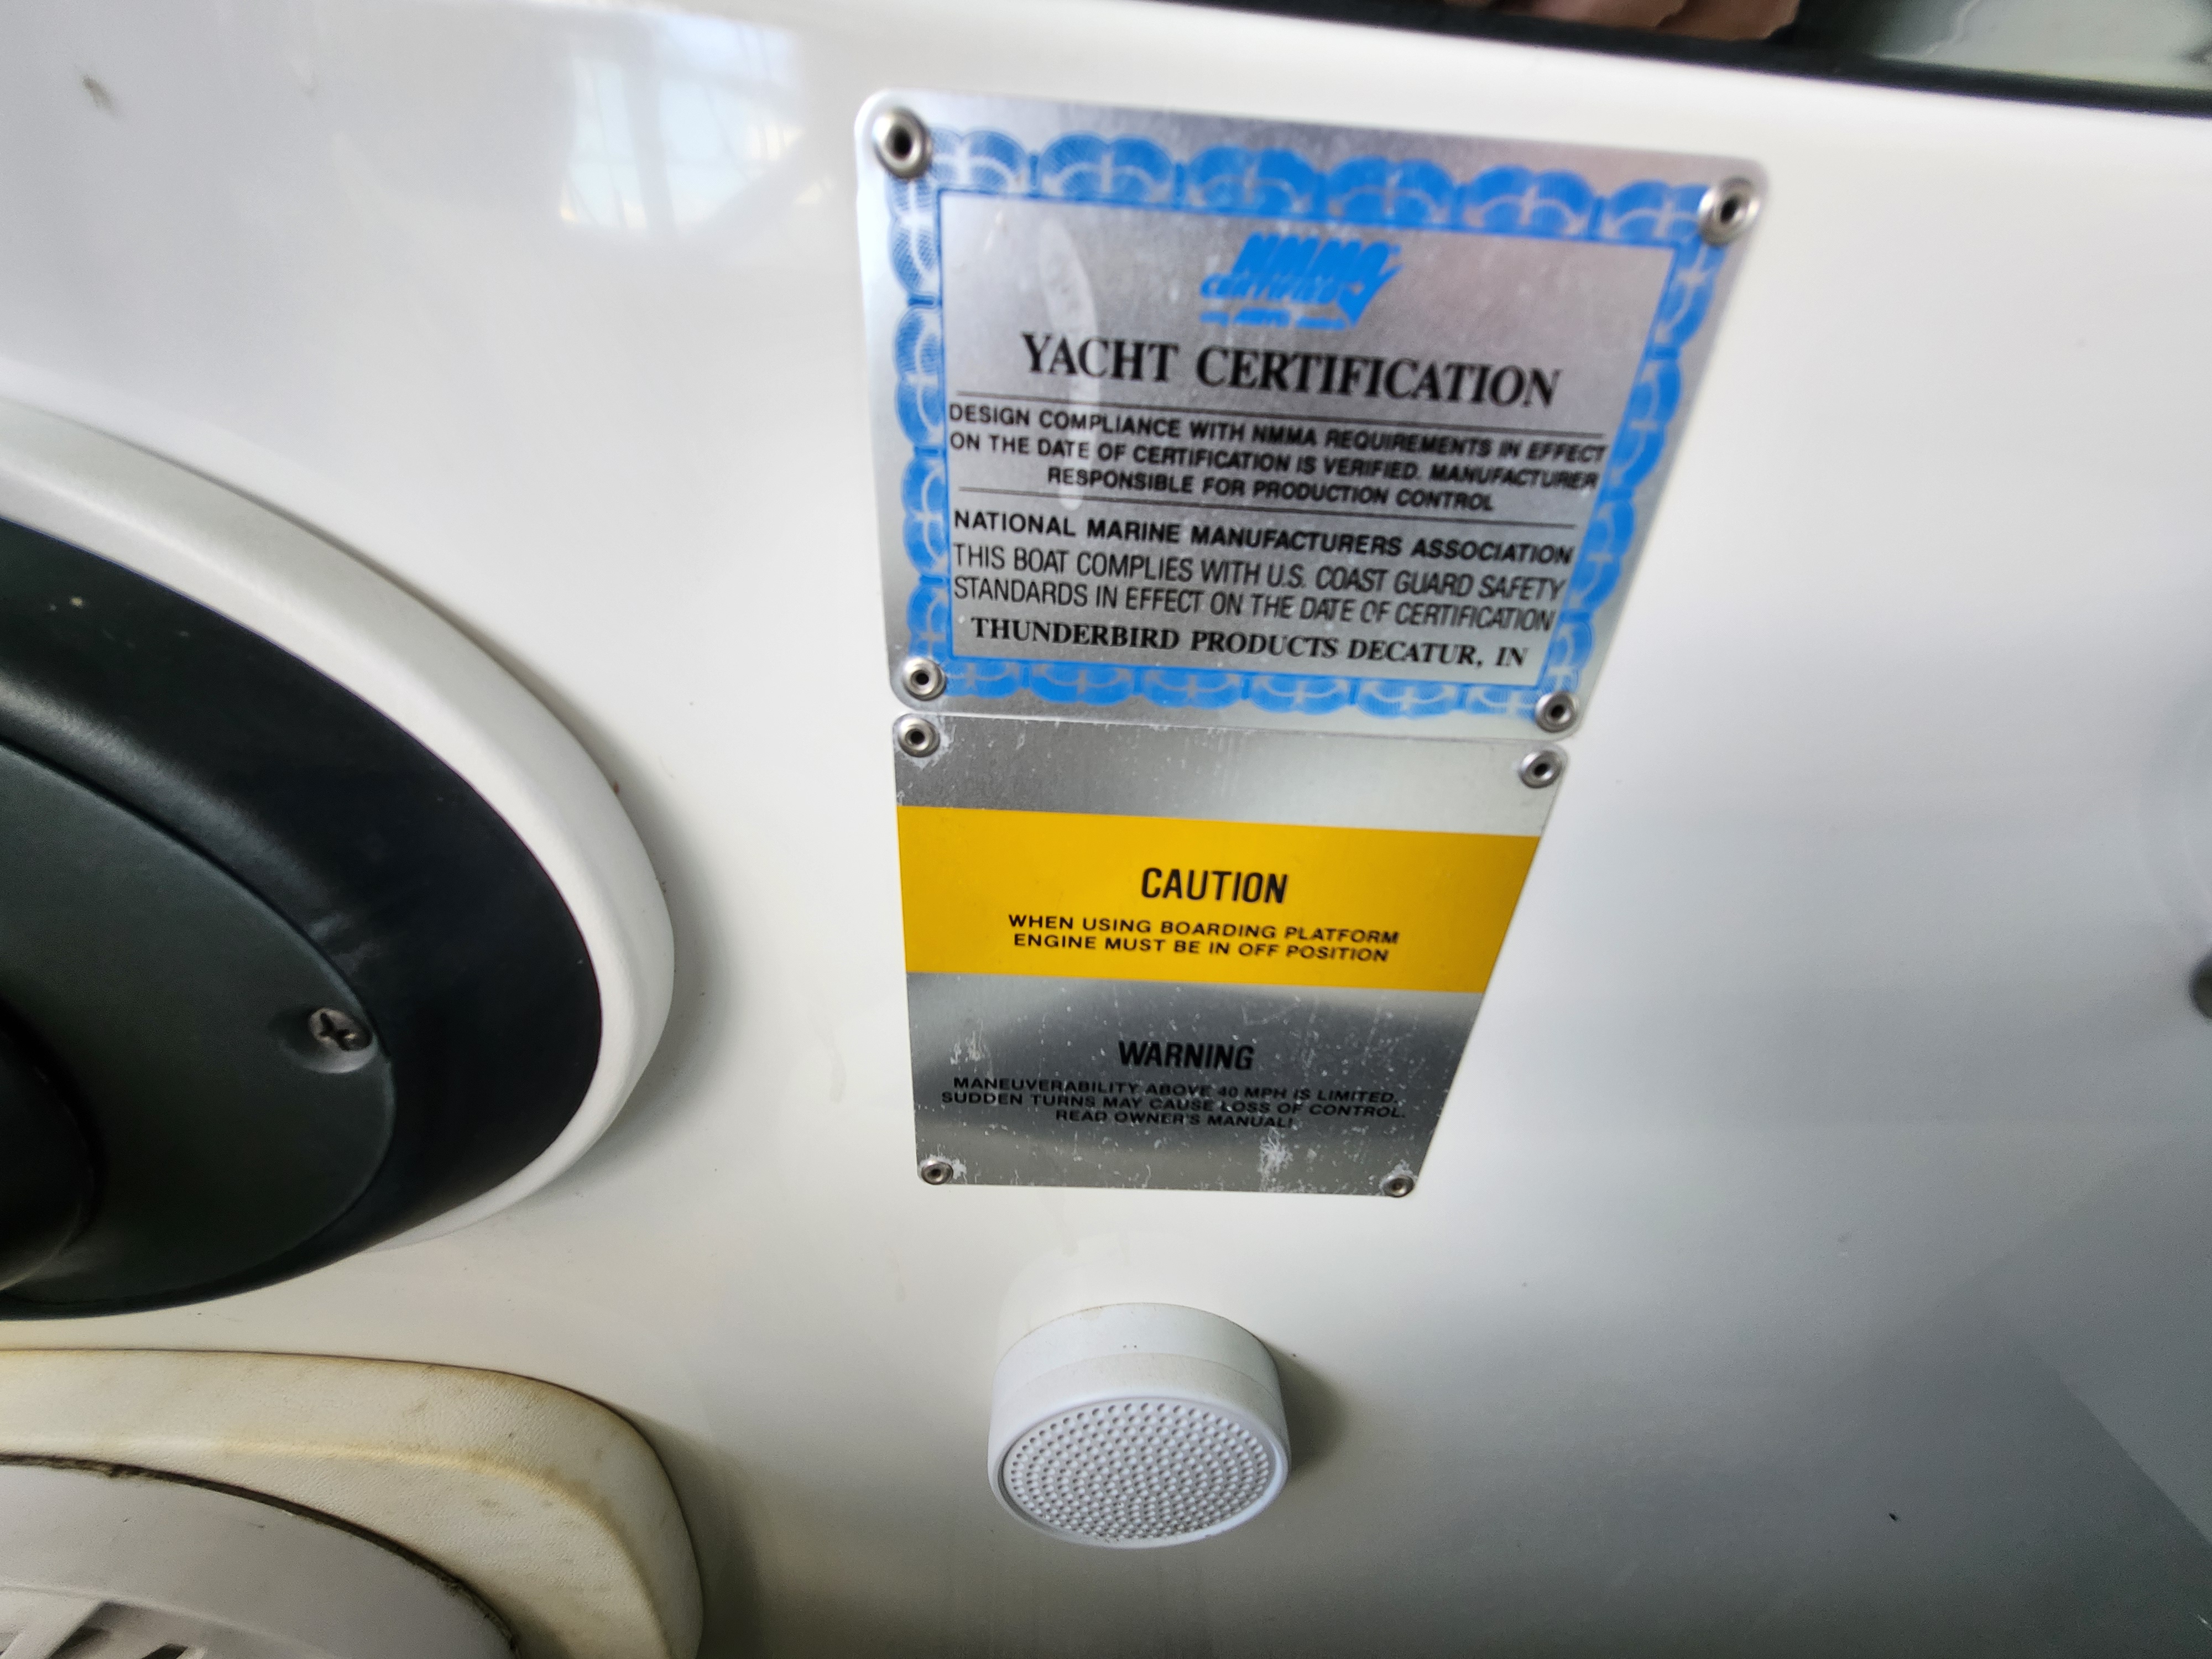 NMMA
CERTIFIED
YACHT CERTIFICATION
DESIGN COMPLIANCE WITH NMMA REQUIREMENTS IN EFFECT
ON THE DATE OF CERTIFICATION IS VERIFIED. MANUFACTURER
RESPONSIBLE FOR PRODUCTION CONTROL
NATIONAL MARINE MANUFACTURERS ASSOCIATION
THIS BOAT COMPLIES WITH U.S. COAST GUARD SAFETY
STANDARDS IN EFFECT ON THE DATE OF CERTIFICATION
THUNDERBIRD PRODUCTS DECATUR, IN
CAUTION
WHEN USING BOARDING PLATFORM
ENGINE MUST BE IN OFF POSITION
WARNING
MANEUVERABILITY ABOVE 40 MPH IS LIMITED.
SUDDEN TURNS MAY CAUSE LOSS OF CONTROL.
READ OWNER'S MANUAL!